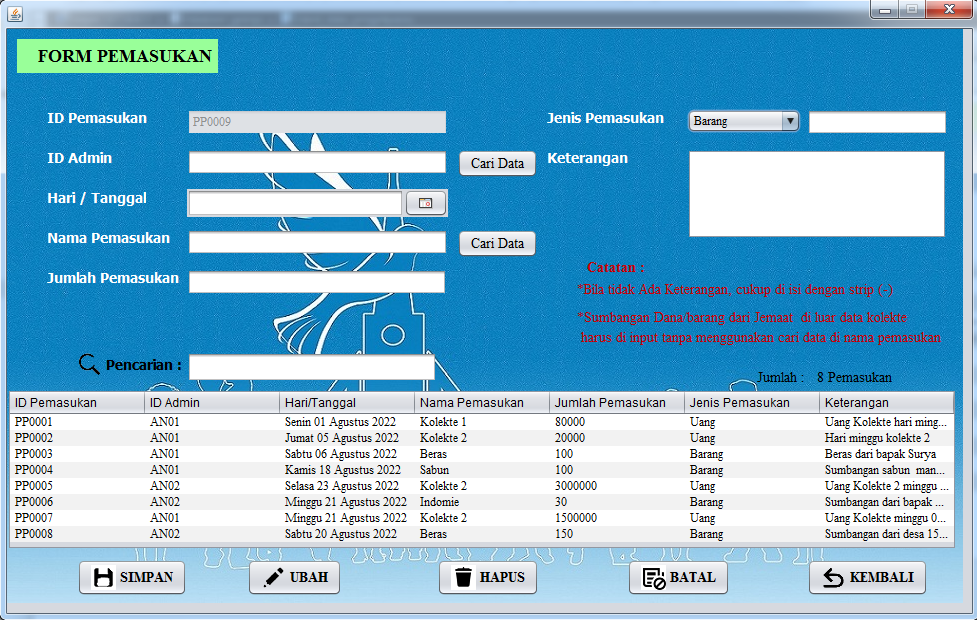 FORM PEMASUKAN
ID Pemasukan
PP0009
Jenis Pemasukan
Barang
ID Admin
Cari Data
Keterangan
Hari / Tanggal
Nama Pemasukan
Cari Data
Jumlah Pemasukan
Catatan :
*Bila tidak Ada Keterangan, cukup di isi dengan strip (-)
*Sumbangan Dana/barang dari Jemaat di luar data kolekte
harus di input tanpa menggunakan cari data di nama pemasukan
Pencarian :
Jumlah : 8 Pemasukan
ID Pemasukan ID Admin Hari/Tanggal Nama Pemasukan Jumlah Pemasukan Jenis Pemasukan Keterangan
PP0001 AN01 Senin 01 Agustus 2022 Kolekte 1 80000 Uang Uang Kolekte hari ming...
PP0002 AN01 Jumat 05 Agustus 2022 Kolekte 2 20000 Uang Hari minggu kolekte 2
PP0003 AN01 Sabtu 06 Agustus 2022 Beras 100 Barang Beras dari bapak Surya
PP0004 AN01 Kamis 18 Agustus 2022 Sabun 100 Barang Sumbangan sabun man...
PP0005 AN02 Selasa 23 Agustus 2022 Kolekte 2 3000000 Uang Uang Kolekte 2 minggu ...
PP0006 AN02 Minggu 21 Agustus 2022 Indomie 30 Barang Sumbangan dari bapak ...
PP0007 AN01 Minggu 21 Agustus 2022 Kolekte 2 1500000 Uang Uang Kolekte minggu 0...
PP0008 AN02 Sabtu 20 Agustus 2022 Beras 150 Barang Sumbangan dari desa 15...
SIMPAN
UBAH
HAPUS
BATAL
KEMBALI